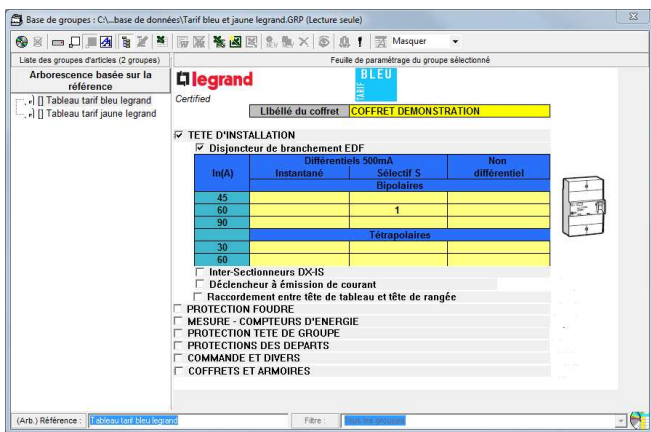 Base de groupes : C:\...base de données\Tarif bleu et jaune legrand.GRP (Lecture seule)
Masquer
Liste des groupes d'articles (2 groupes)
Feuille de paramétrage du groupe sélectionné
Arborescence basée sur la référence
[] Tableau tarif bleu legrand
[] Tableau tarif jaune legrand
legrand
Certified
TARIF BLEU
LIbéllé du coffret COFFRET DEMONSTRATION
TETE D'INSTALLATION
Disjoncteur de branchement EDF
In(A) Différentiels 500mA Non différentiel
Instantané Sélectif S
Bipolaires
45
60 1
90
Tétrapolaires
30
60
Inter-Sectionneurs DX-IS
Déclencheur à émission de courant
Raccordement entre tête de tableau et tête de rangée
PROTECTION FOUDRE
MESURE - COMPTEURS D'ENERGIE
PROTECTION TETE DE GROUPE
PROTECTIONS DES DEPARTS
COMMANDE ET DIVERS
COFFRETS ET ARMOIRES
(Arb.) Référence : Tableau tarif bleu legrand
Filtre : Tous les groupes